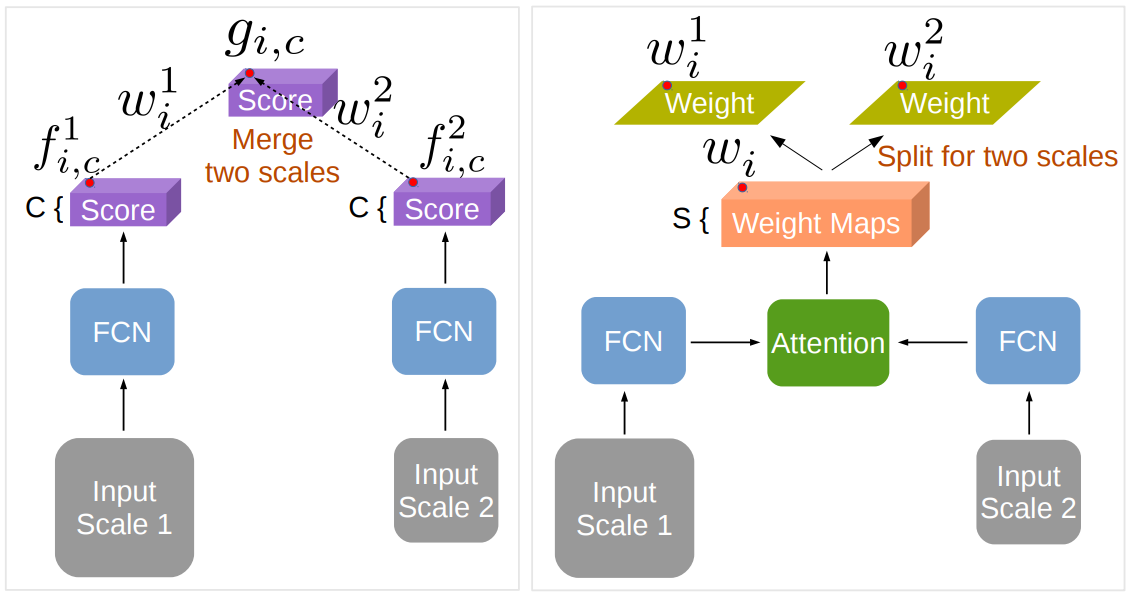 g_{i,c}
Score
w_i^1
w_i^2
Merge
two scales
f_{i,c}^1
f_{i,c}^2
C {
Score
C {
Score
FCN
FCN
Input
Scale 1
Input
Scale 2
w_i^1
w_i^2
Weight
Weight
w_i
Split for two scales
S {
Weight Maps
FCN
Attention
FCN
Input
Scale 1
Input
Scale 2